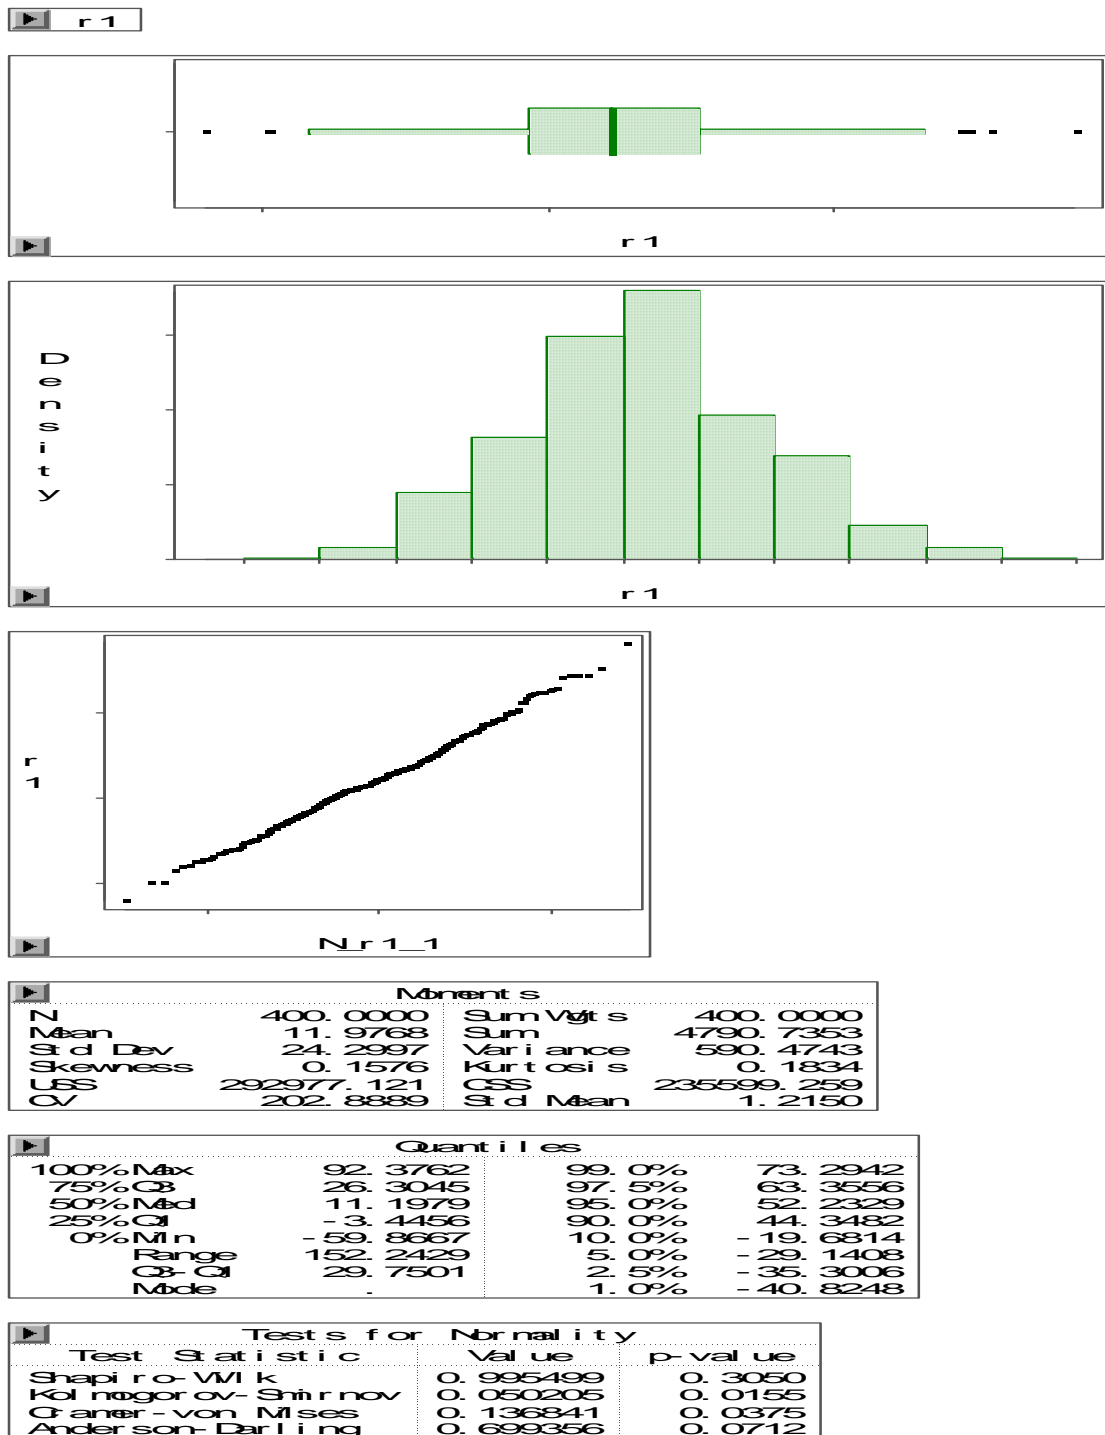 r1
r1
Density
r1
r1
N_r1_1
Moments
N 400.0000 Sum Wgts 400.0000
Mean 11.9768 Sum 4790.7353
Std Dev 24.2997 Variance 590.4743
Skewness 0.1576 Kurtosis 0.1834
USS 292977.121 CSS 235599.259
CV 202.8889 Std Mean 1.2150
Quantiles
100% Max 92.3762 99.0% 73.2942
75% Q3 26.3045 97.5% 63.3556
50% Med 11.1979 95.0% 52.2329
25% Q1 -3.4456 90.0% 44.3482
0% Min -59.8667 10.0% -19.6814
Range 152.2429 5.0% -29.1408
Q3-Q1 29.7501 2.5% -35.3006
Mode . 1.0% -40.8248
Tests for Normality
Test Statistic Value p-value
Shapiro-Wilk 0.995499 0.3050
Kolmogorov-Smirnov 0.050205 0.0155
Cramer-von Mises 0.136841 0.0375
Anderson-Darling 0.699356 0.0712